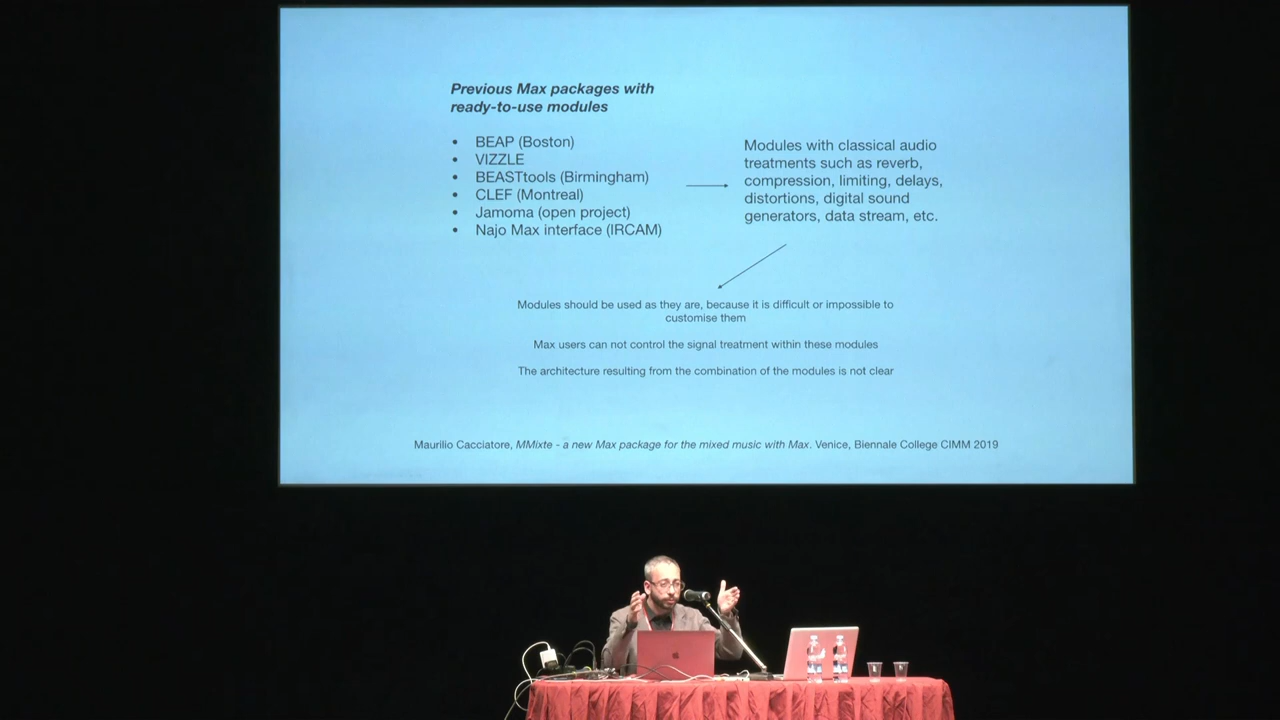 Previous Max packages with
ready-to-use modules
• BEAP (Boston)
• VIZZLE
• BEASTtools (Birmingham)
• CLEF (Montreal)
• Jamoma (open project)
• Najo Max interface (IRCAM)
Modules with classical audio
treatments such as reverb,
compression, limiting, delays,
distortions, digital sound
generators, data stream, etc.
Modules should be used as they are, because it is difficult or impossible to
customise them
Max users can not control the signal treatment within these modules
The architecture resulting from the combination of the modules is not clear
Maurilio Cacciatore, MMixte - a new Max package for the mixed music with Max. Venice, Biennale College CIMM 2019